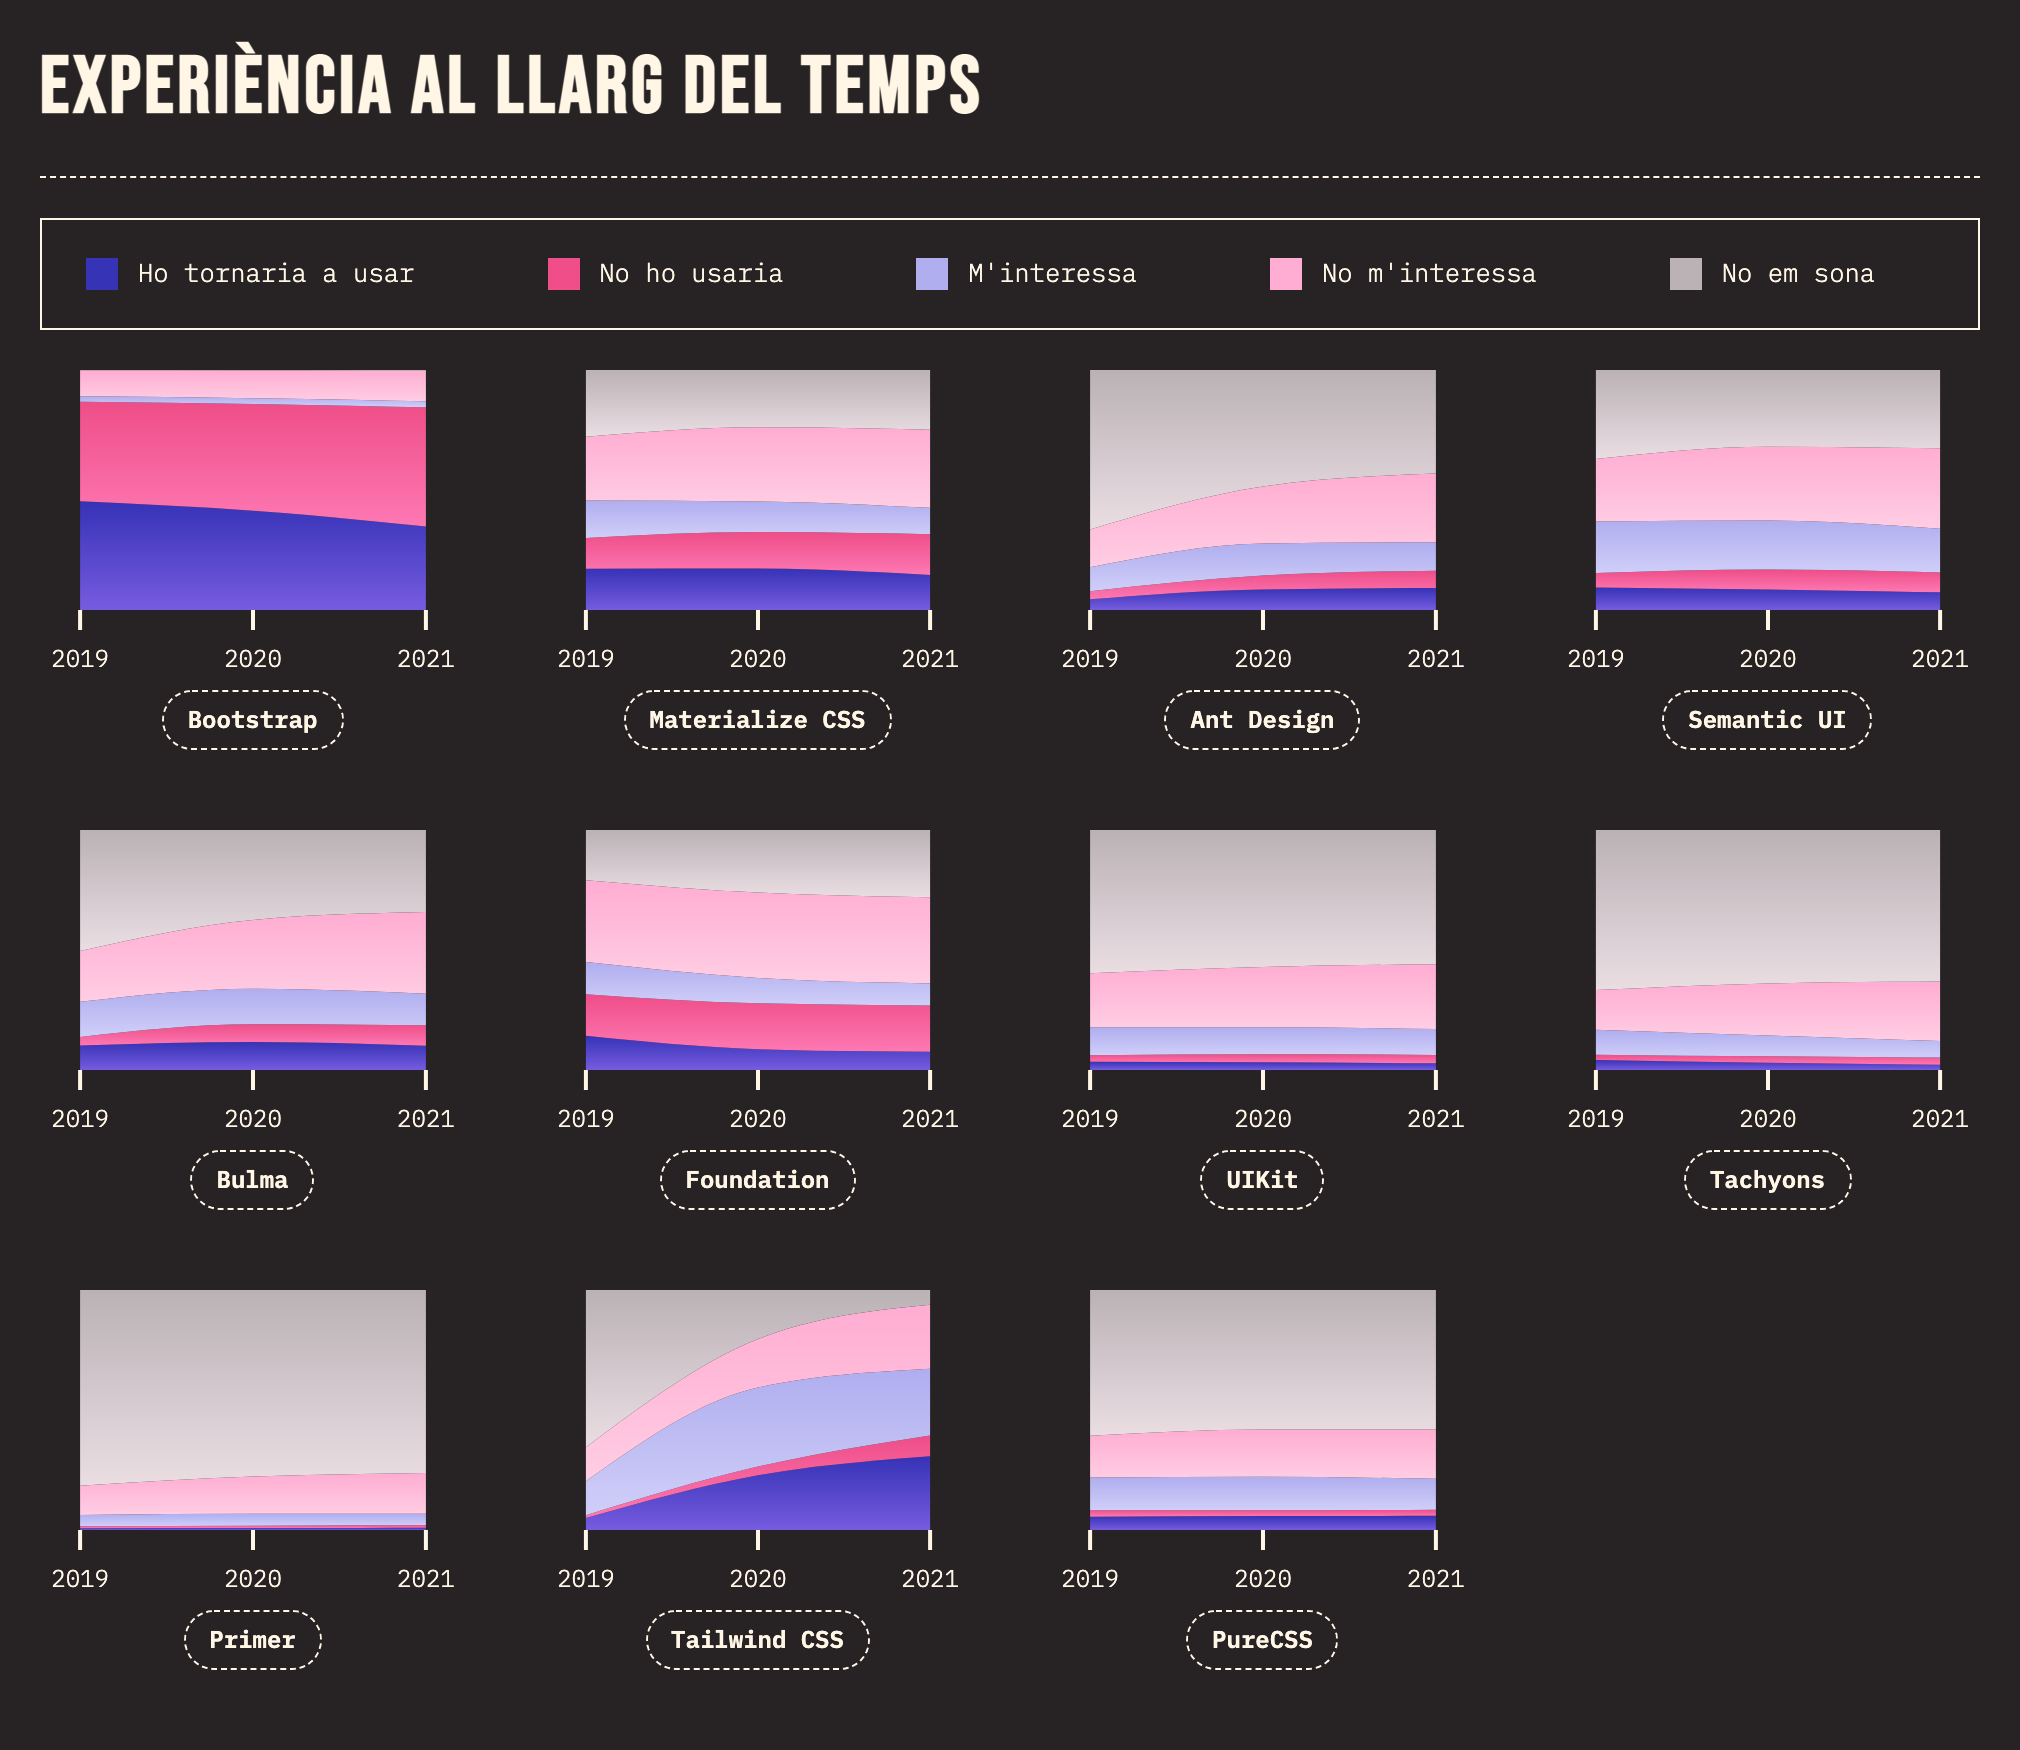 EXPERIÈNCIA AL LLARG DEL TEMPS
Ho tornaria a usar No ho usaria M'interessa No m'interessa No em sona
2019 2020 2021 2019 2020 2021 2019 2020 2021 2019 2020 2021
Bootstrap Materialize CSS Ant Design Semantic UI
2019 2020 2021 2019 2020 2021 2019 2020 2021 2019 2020 2021
Bulma Foundation UIKit Tachyons
2019 2020 2021 2019 2020 2021 2019 2020 2021
Primer Tailwind CSS PureCSS